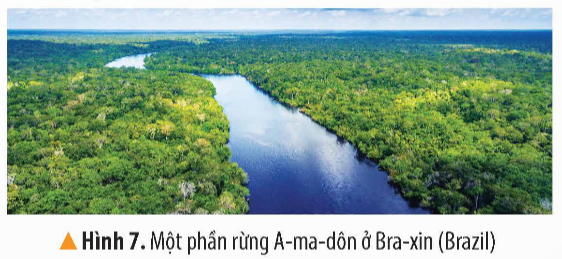 ▲ Hình 7. Một phần rừng A-ma-dôn ở Bra-xin (Brazil)